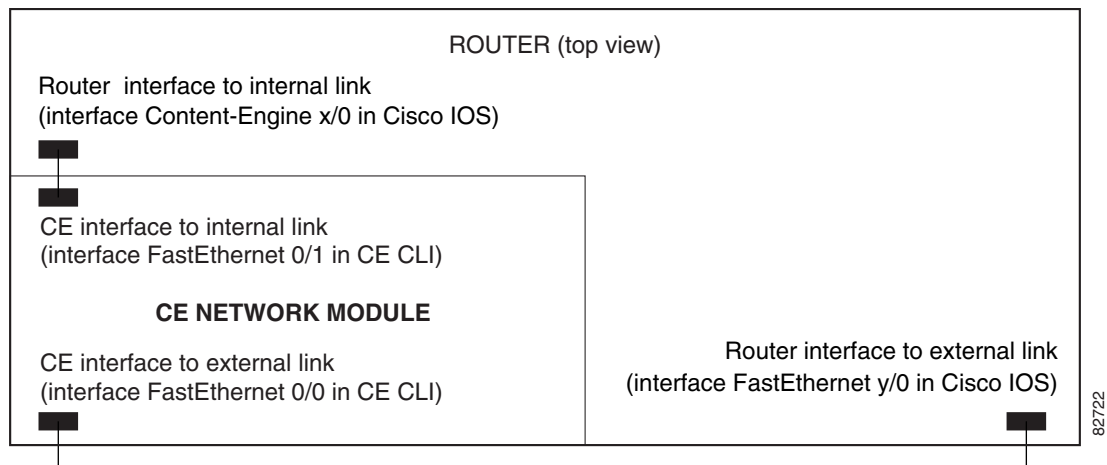 ROUTER (top view)
Router interface to internal link
(interface Content-Engine x/0 in Cisco IOS)
CE interface to internal link
(interface FastEthernet 0/1 in CE CLI)
CE NETWORK MODULE
CE interface to external link
(interface FastEthernet 0/0 in CE CLI)
Router interface to external link
(interface FastEthernet y/0 in Cisco IOS)
82722